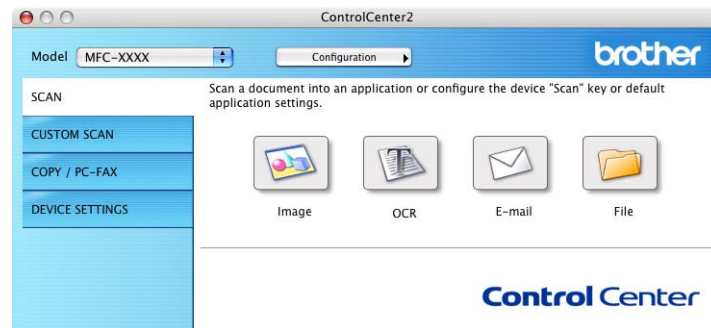 ControlCenter2
Model MFC-XXXX Configuration brother
SCAN
CUSTOM SCAN
COPY / PC-FAX
DEVICE SETTINGS
Scan a document into an application or configure the device "Scan" key or default
application settings.
Image OCR E-mail File
Control Center